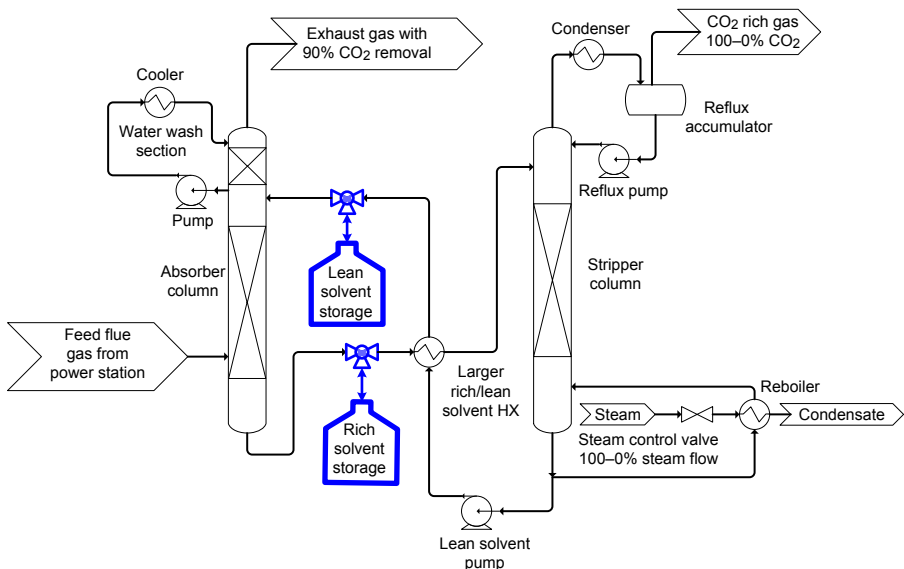 Exhaust gas with
90% CO2 removal
Condenser
CO2 rich gas
100–0% CO2
Cooler
Water wash
section
Reflux
accumulator
Pump
Reflux pump
Absorber
column
Lean
solvent
storage
Stripper
column
Feed flue
gas from
power station
Larger
rich/lean
solvent HX
Reboiler
Steam
Condensate
Rich
solvent
storage
Steam control valve
100–0% steam flow
Lean solvent
pump